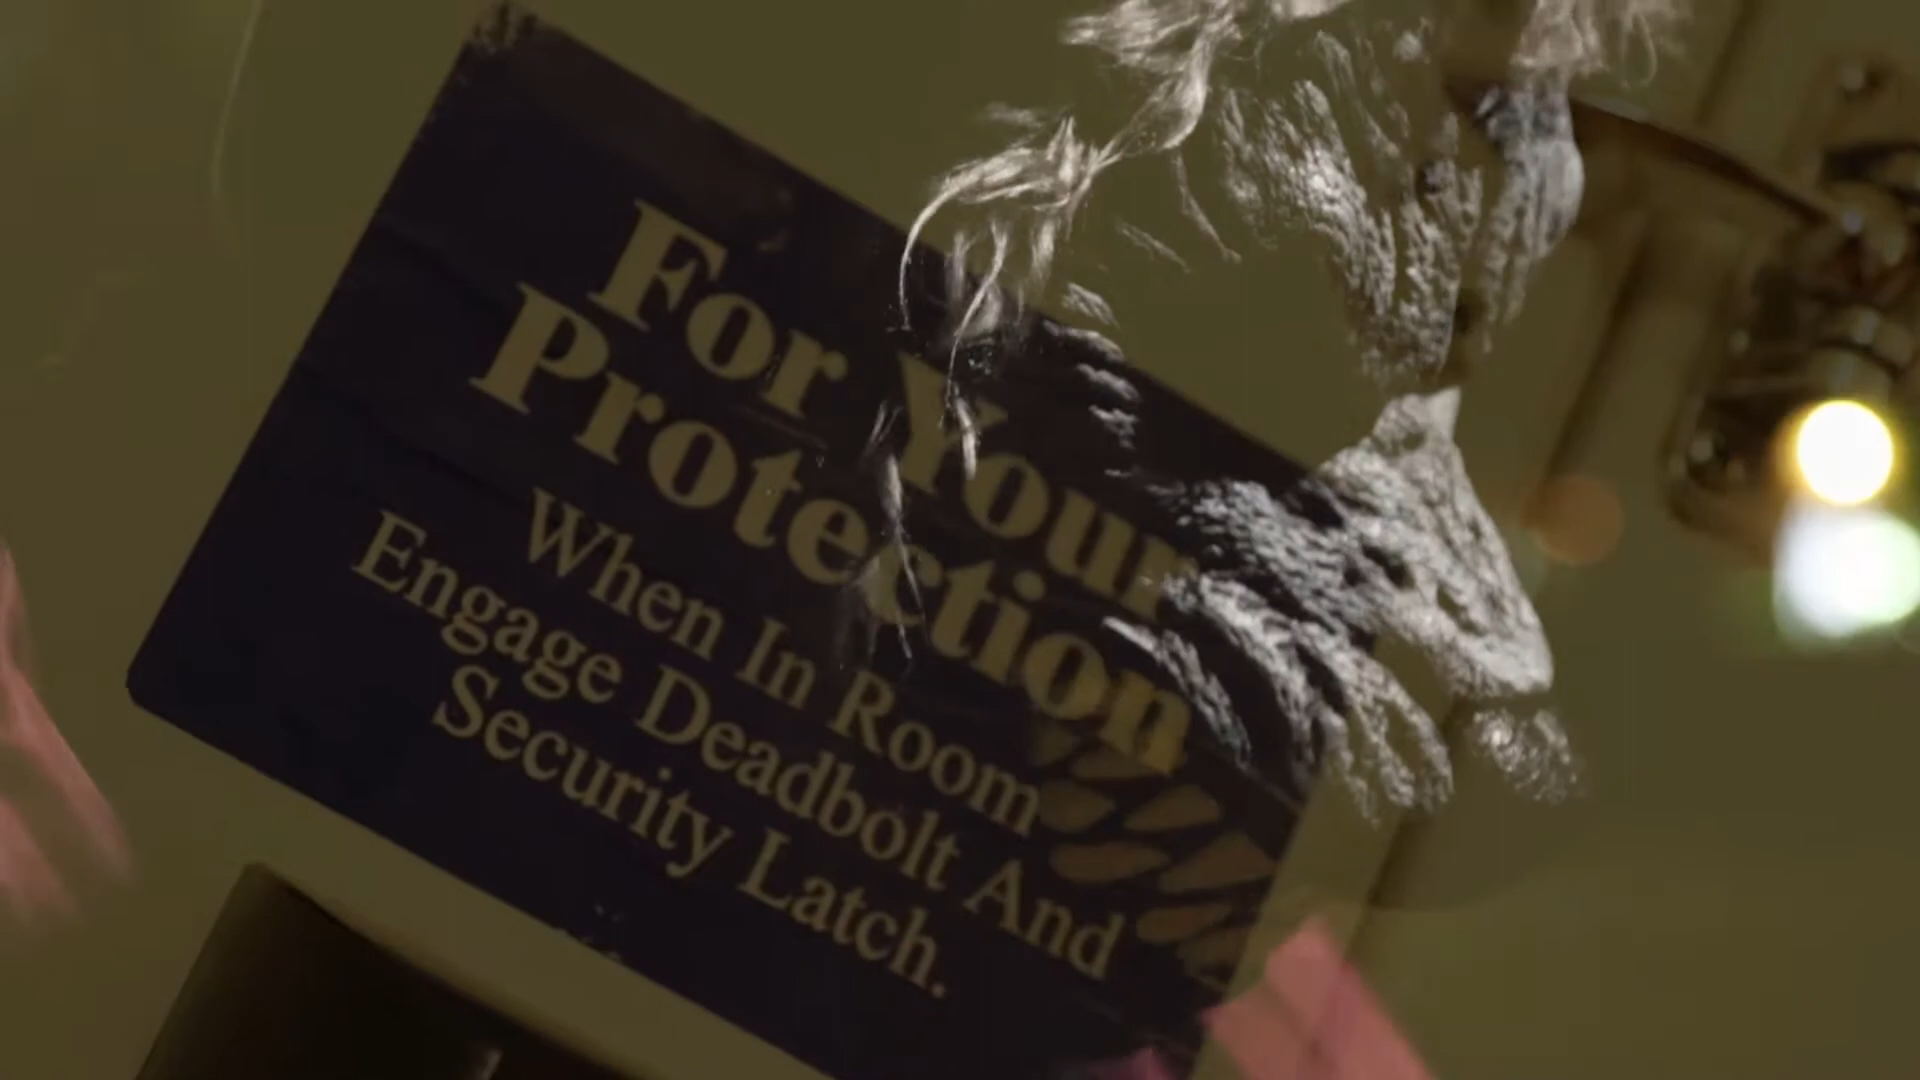 For Your
Protection
When In Room
Engage Deadbolt And
Security Latch.